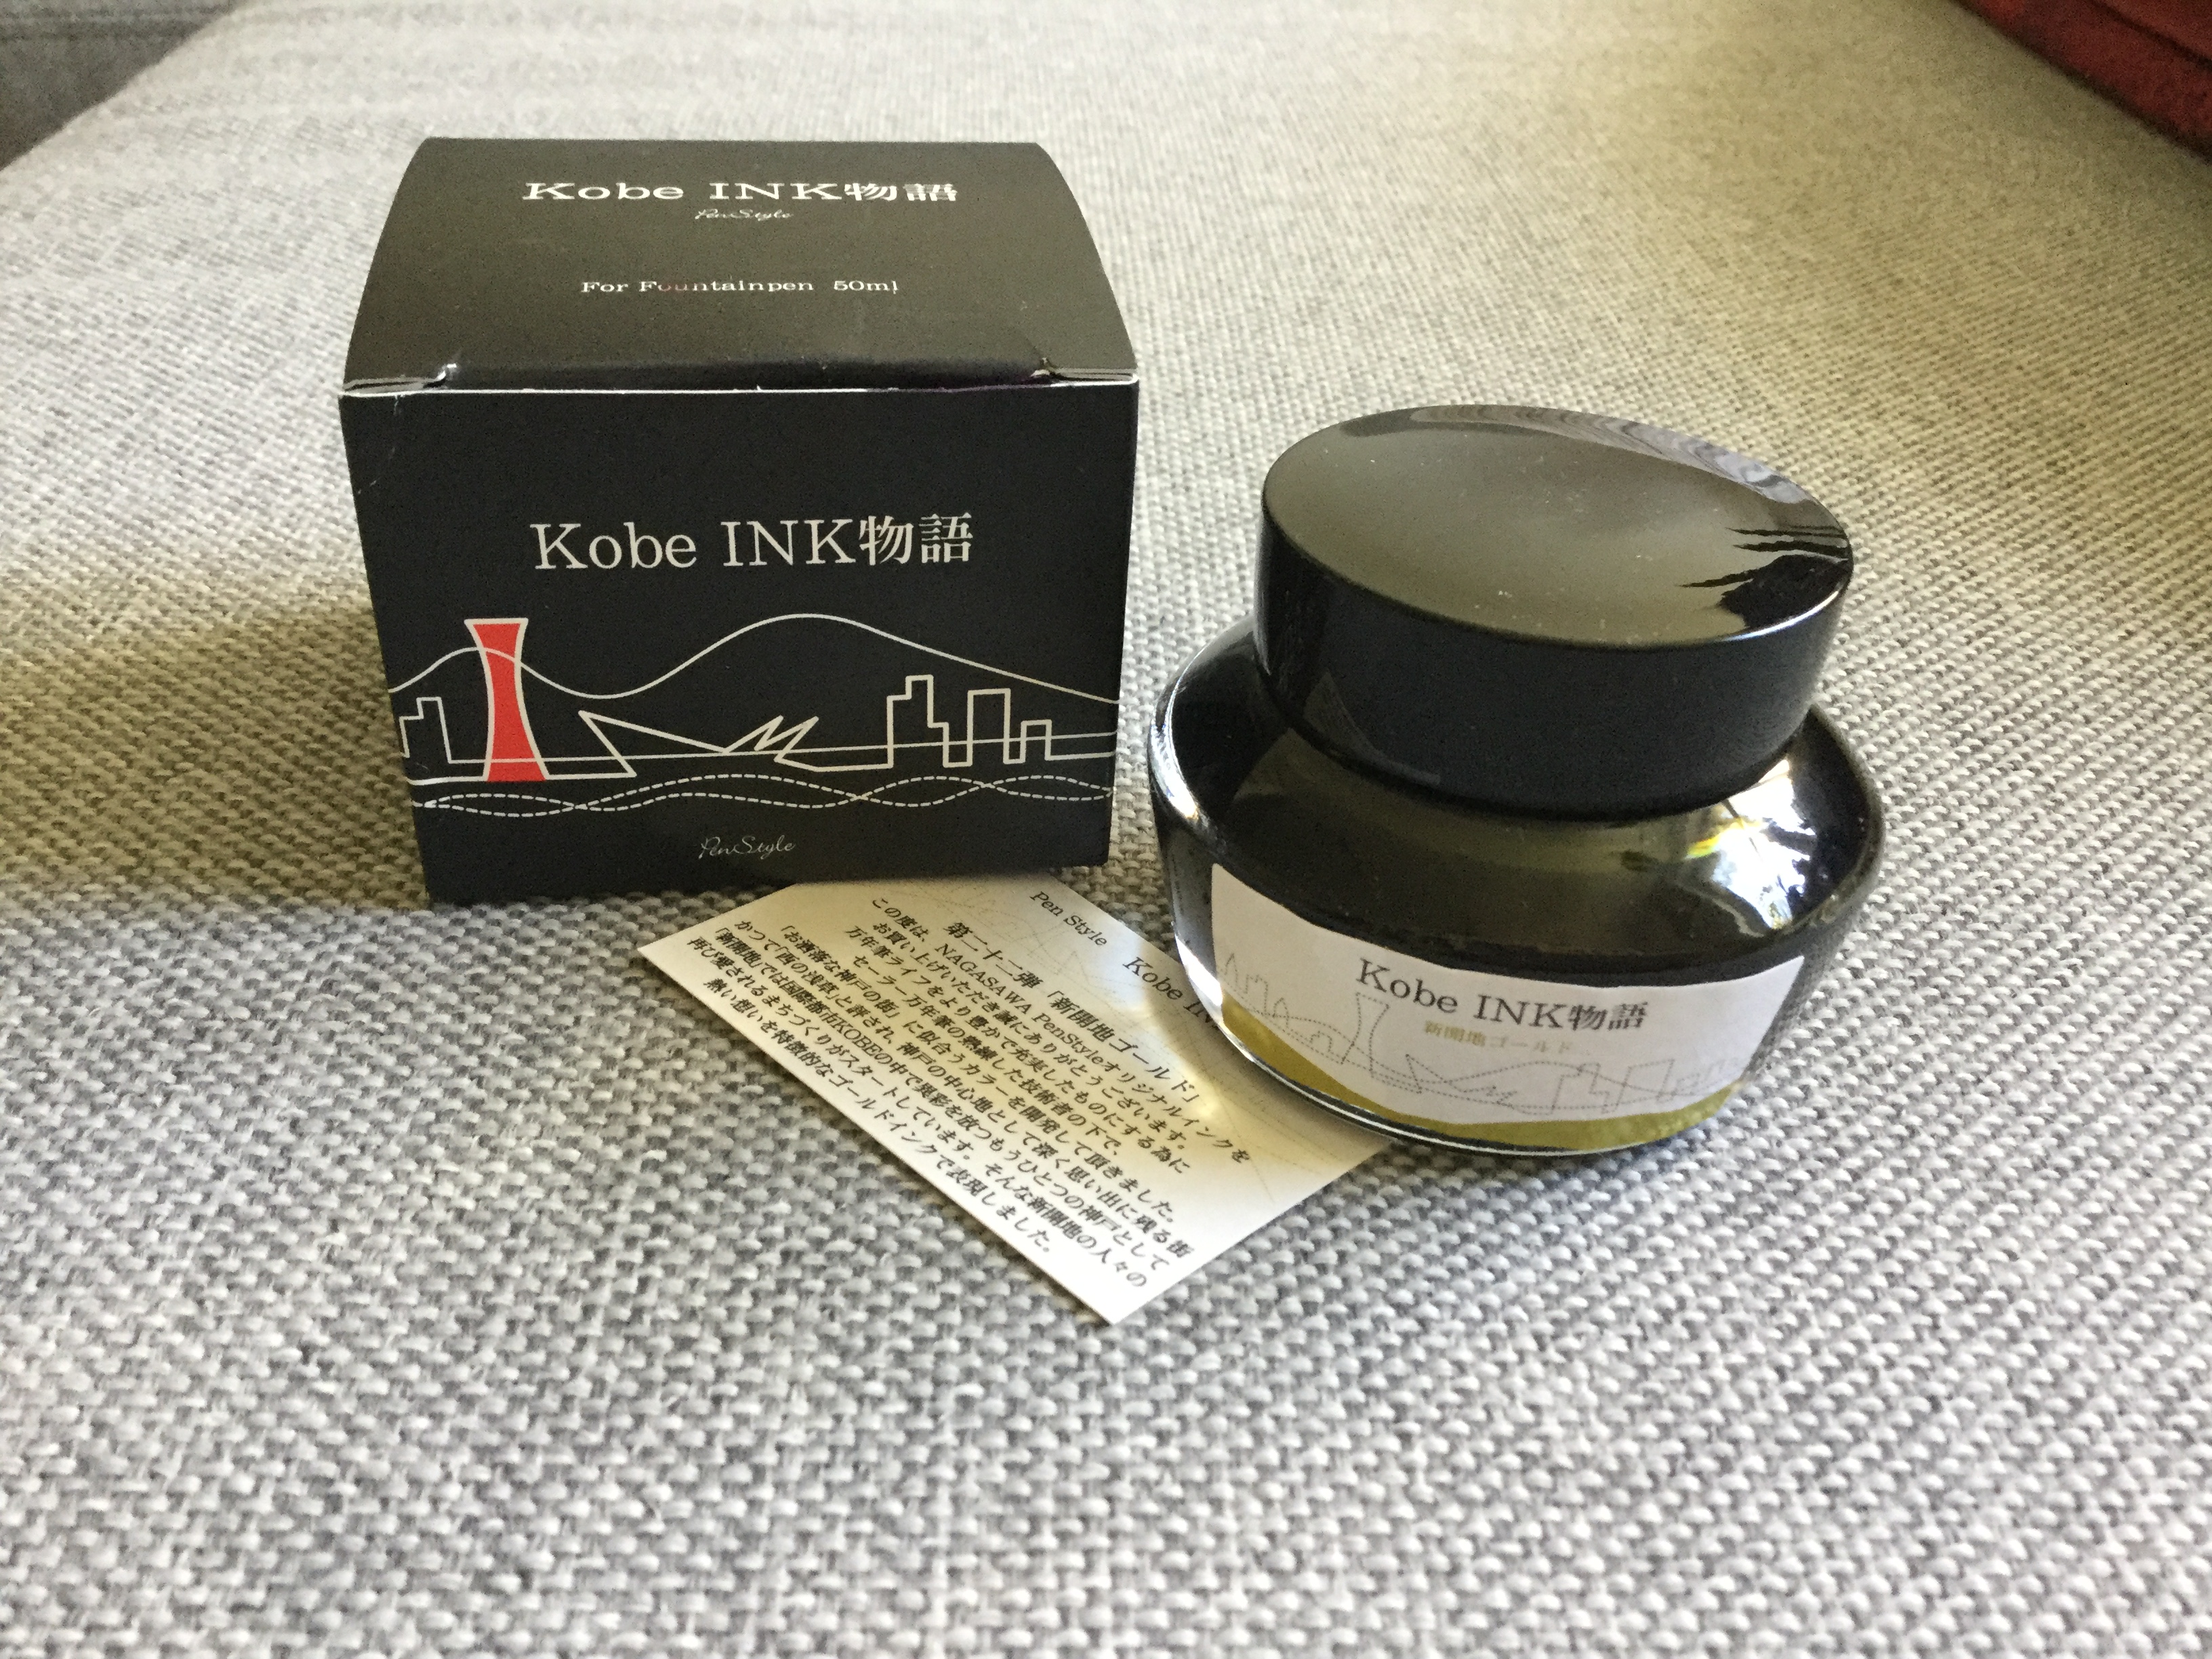 Kobe INK物語
PenStyle
For Fountainpen 50ml
Kobe INK物語
PenStyle
Pen Style
Kobe IN
第二十二弾「新開地ゴールド」
この度は、NAGASAWA PenStyleオリジナルインクを
お買い上げいただき誠にありがとうございます。
万年筆ライフをより豊かで充実したものにする為に
セーラー万年筆の熟練した技術者の下で、
「お洒落な神戸の街」に似合うカラーを開発して頂きました。
かつて「西の浅草」と評され、神戸の中心地として深く思い出に残る街
「新開地」では国際都市KOBEの中で異彩を放つもうひとつの神戸として
再び愛されるまちづくりがスタートしています。そんな新開地の人々の
熱い想いを特徴的なゴールドインクで表現しました。
Kobe INK物語
新開地ゴールド